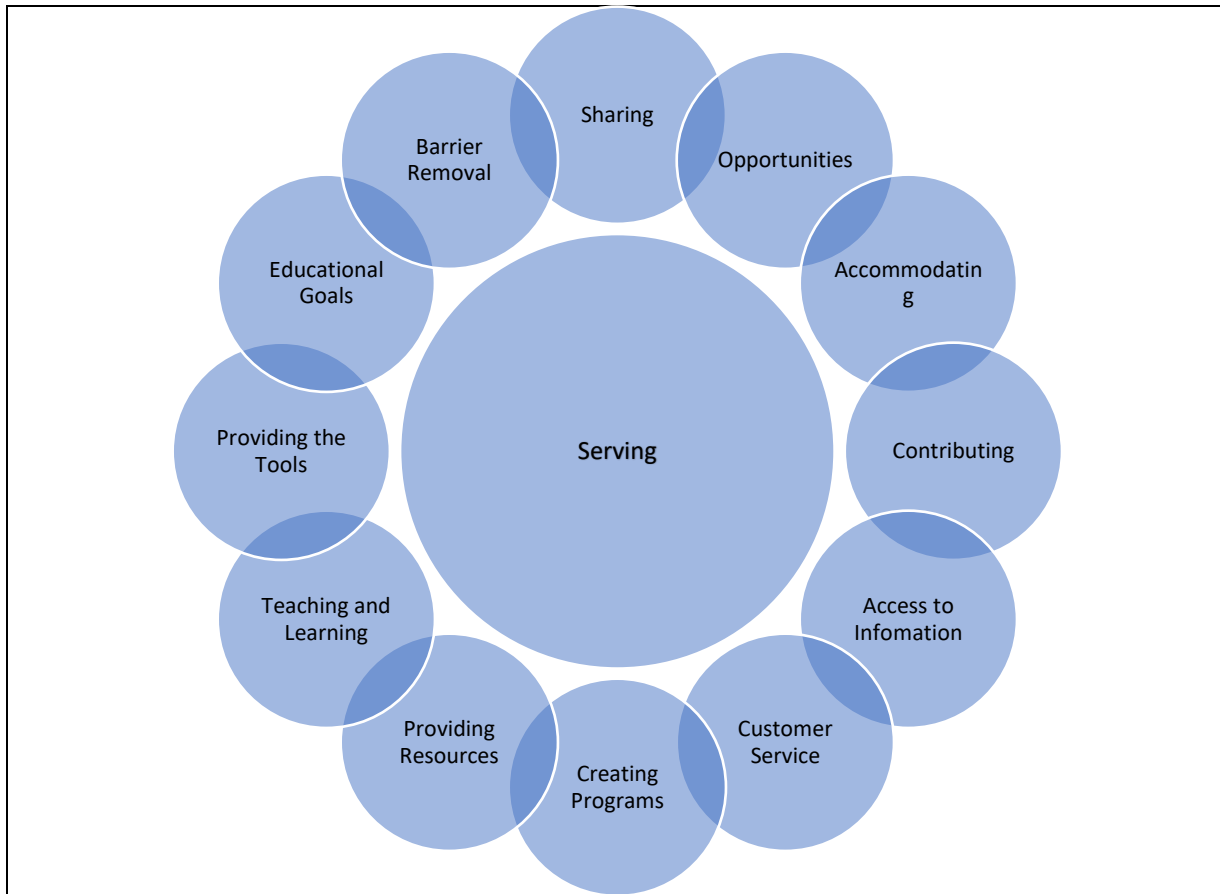 Sharing
Opportunities
Accommodatin
g
Contributing
Access to
Infomation
Customer
Service
Creating
Programs
Providing
Resources
Teaching and
Learning
Providing the
Tools
Educational
Goals
Barrier
Removal
Serving